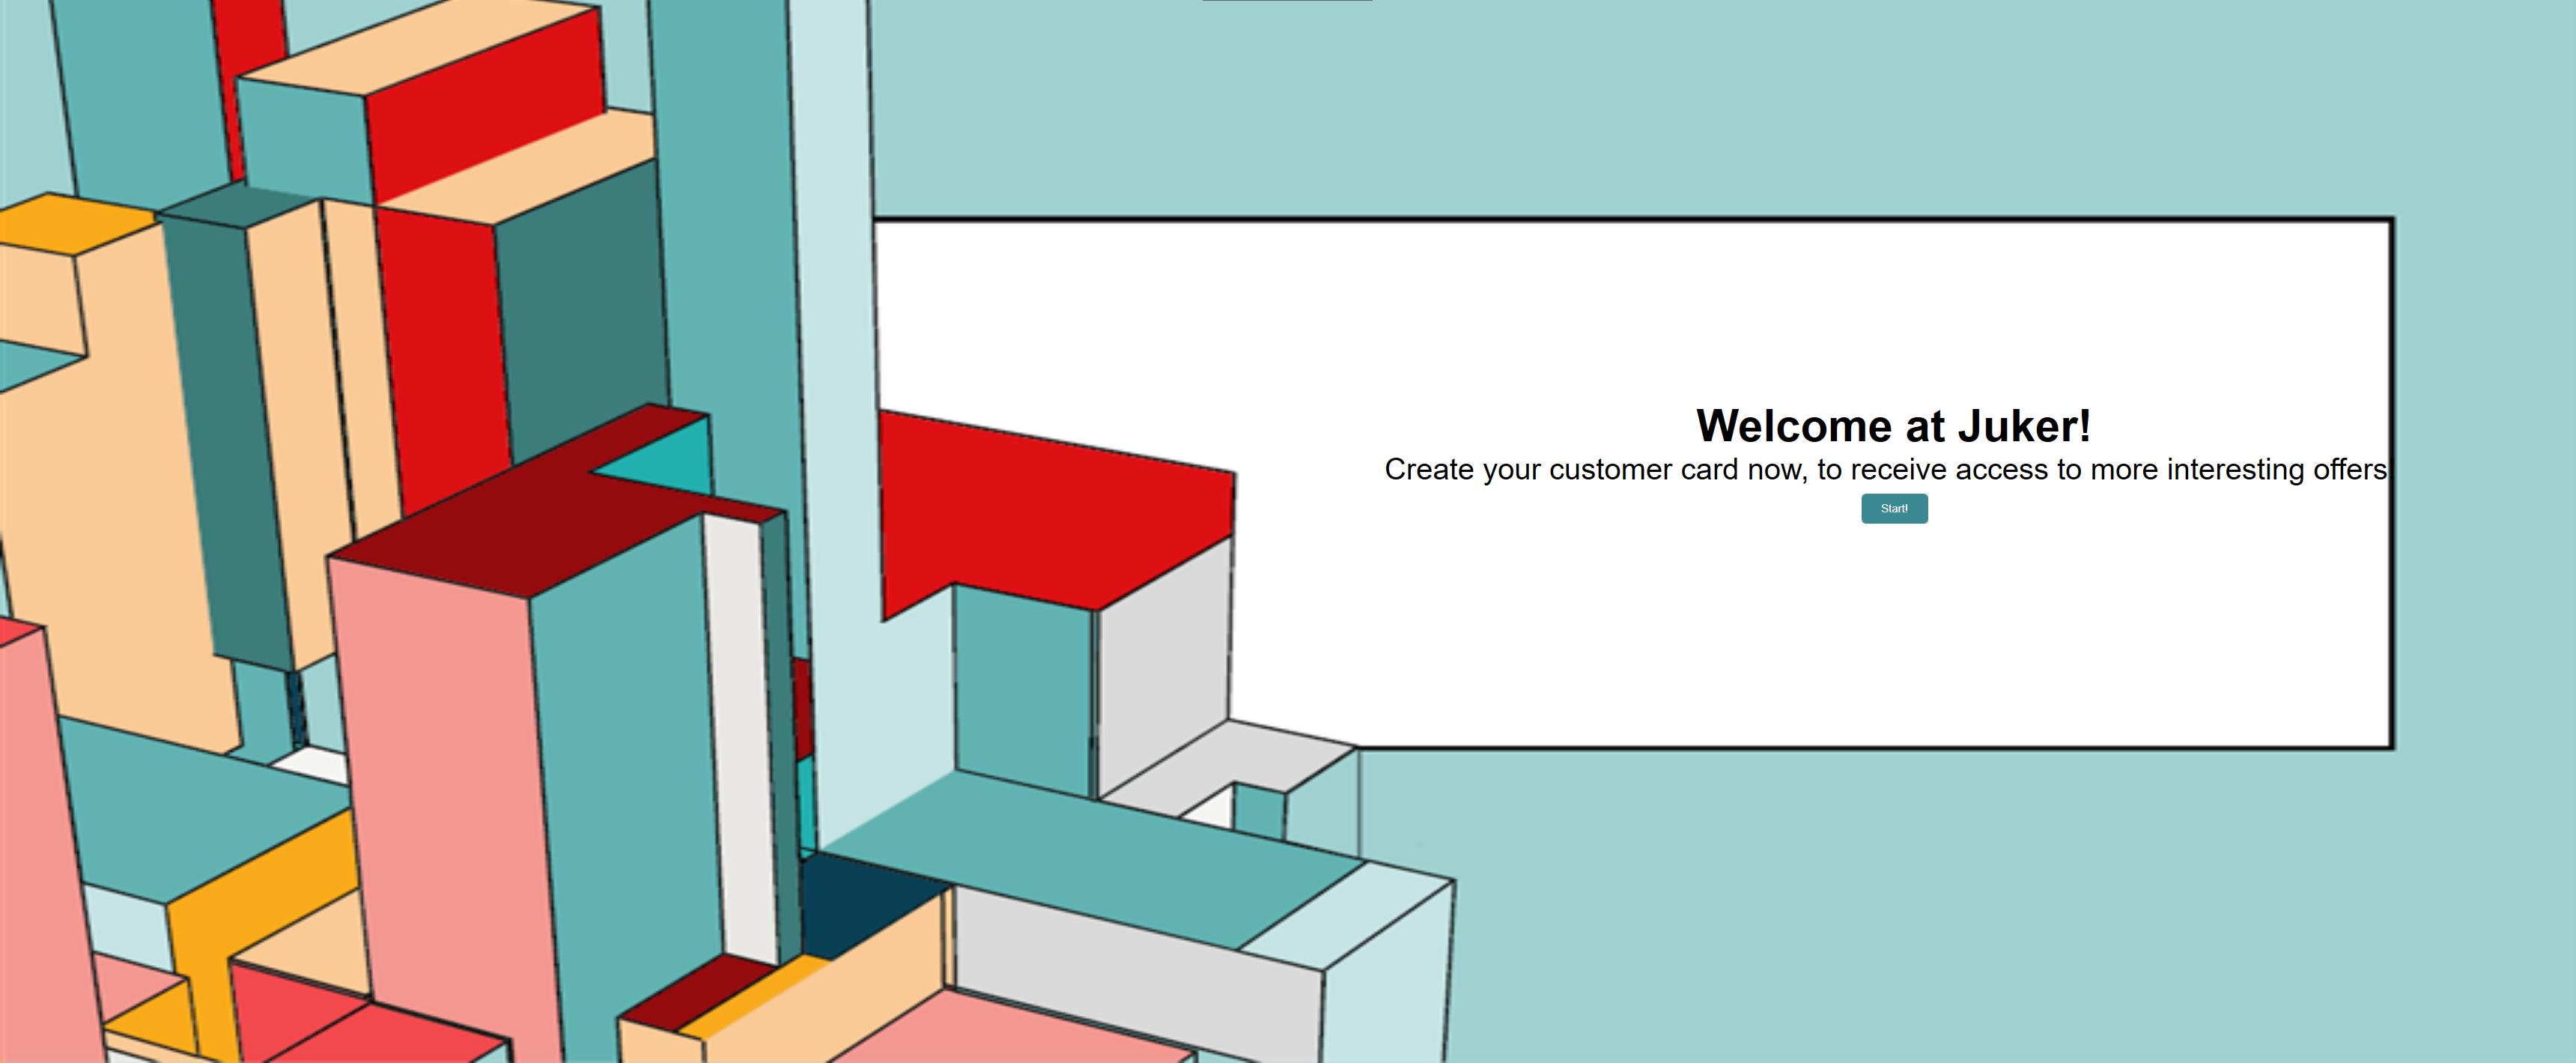 Welcome at Juker!
Create your customer card now, to receive access to more interesting offers
Start!